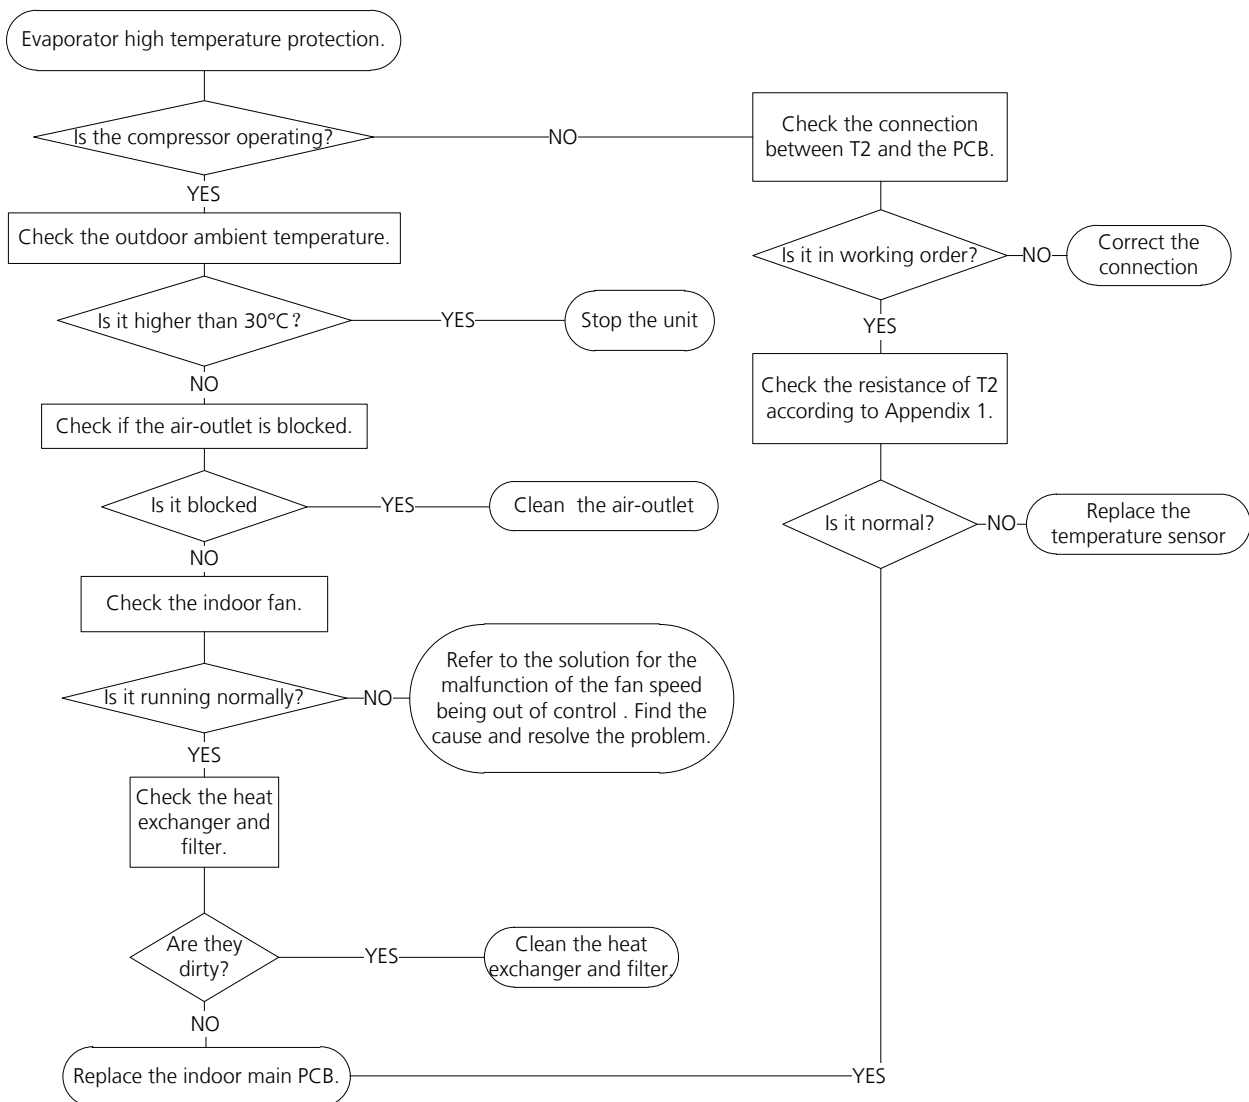 Evaporator high temperature protection.
Is the compressor operating?
NO
YES
Check the outdoor ambient temperature.
Is it higher than 30°C?
YES
Stop the unit
NO
Check if the air-outlet is blocked.
Is it blocked
YES
Clean the air-outlet
NO
Check the indoor fan.
Is it running normally?
NO
Refer to the solution for the
malfunction of the fan speed
being out of control . Find the
cause and resolve the problem.
YES
Check the heat
exchanger and
filter.
Are they
dirty?
YES
Clean the heat
exchanger and filter.
NO
Replace the indoor main PCB.
Check the connection
between T2 and the PCB.
Is it in working order?
NO
Correct the
connection
YES
Check the resistance of T2
according to Appendix 1.
Is it normal?
NO
Replace the
temperature sensor
YES